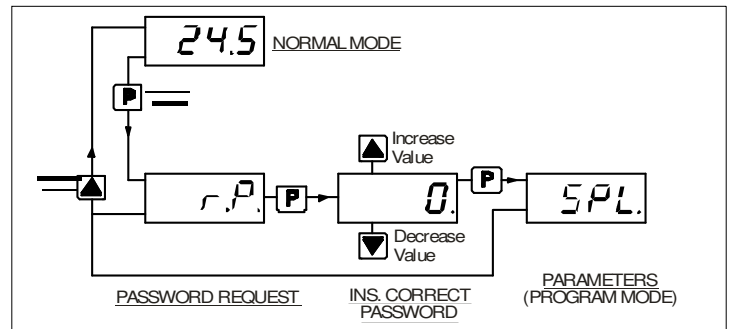 24.5 NORMAL MODE
P
Increase
Value
r.P. P 0. P SPL.
Decrease
Value
PASSWORD REQUEST
INS. CORRECT
PASSWORD
PARAMETERS
(PROGRAM MODE)